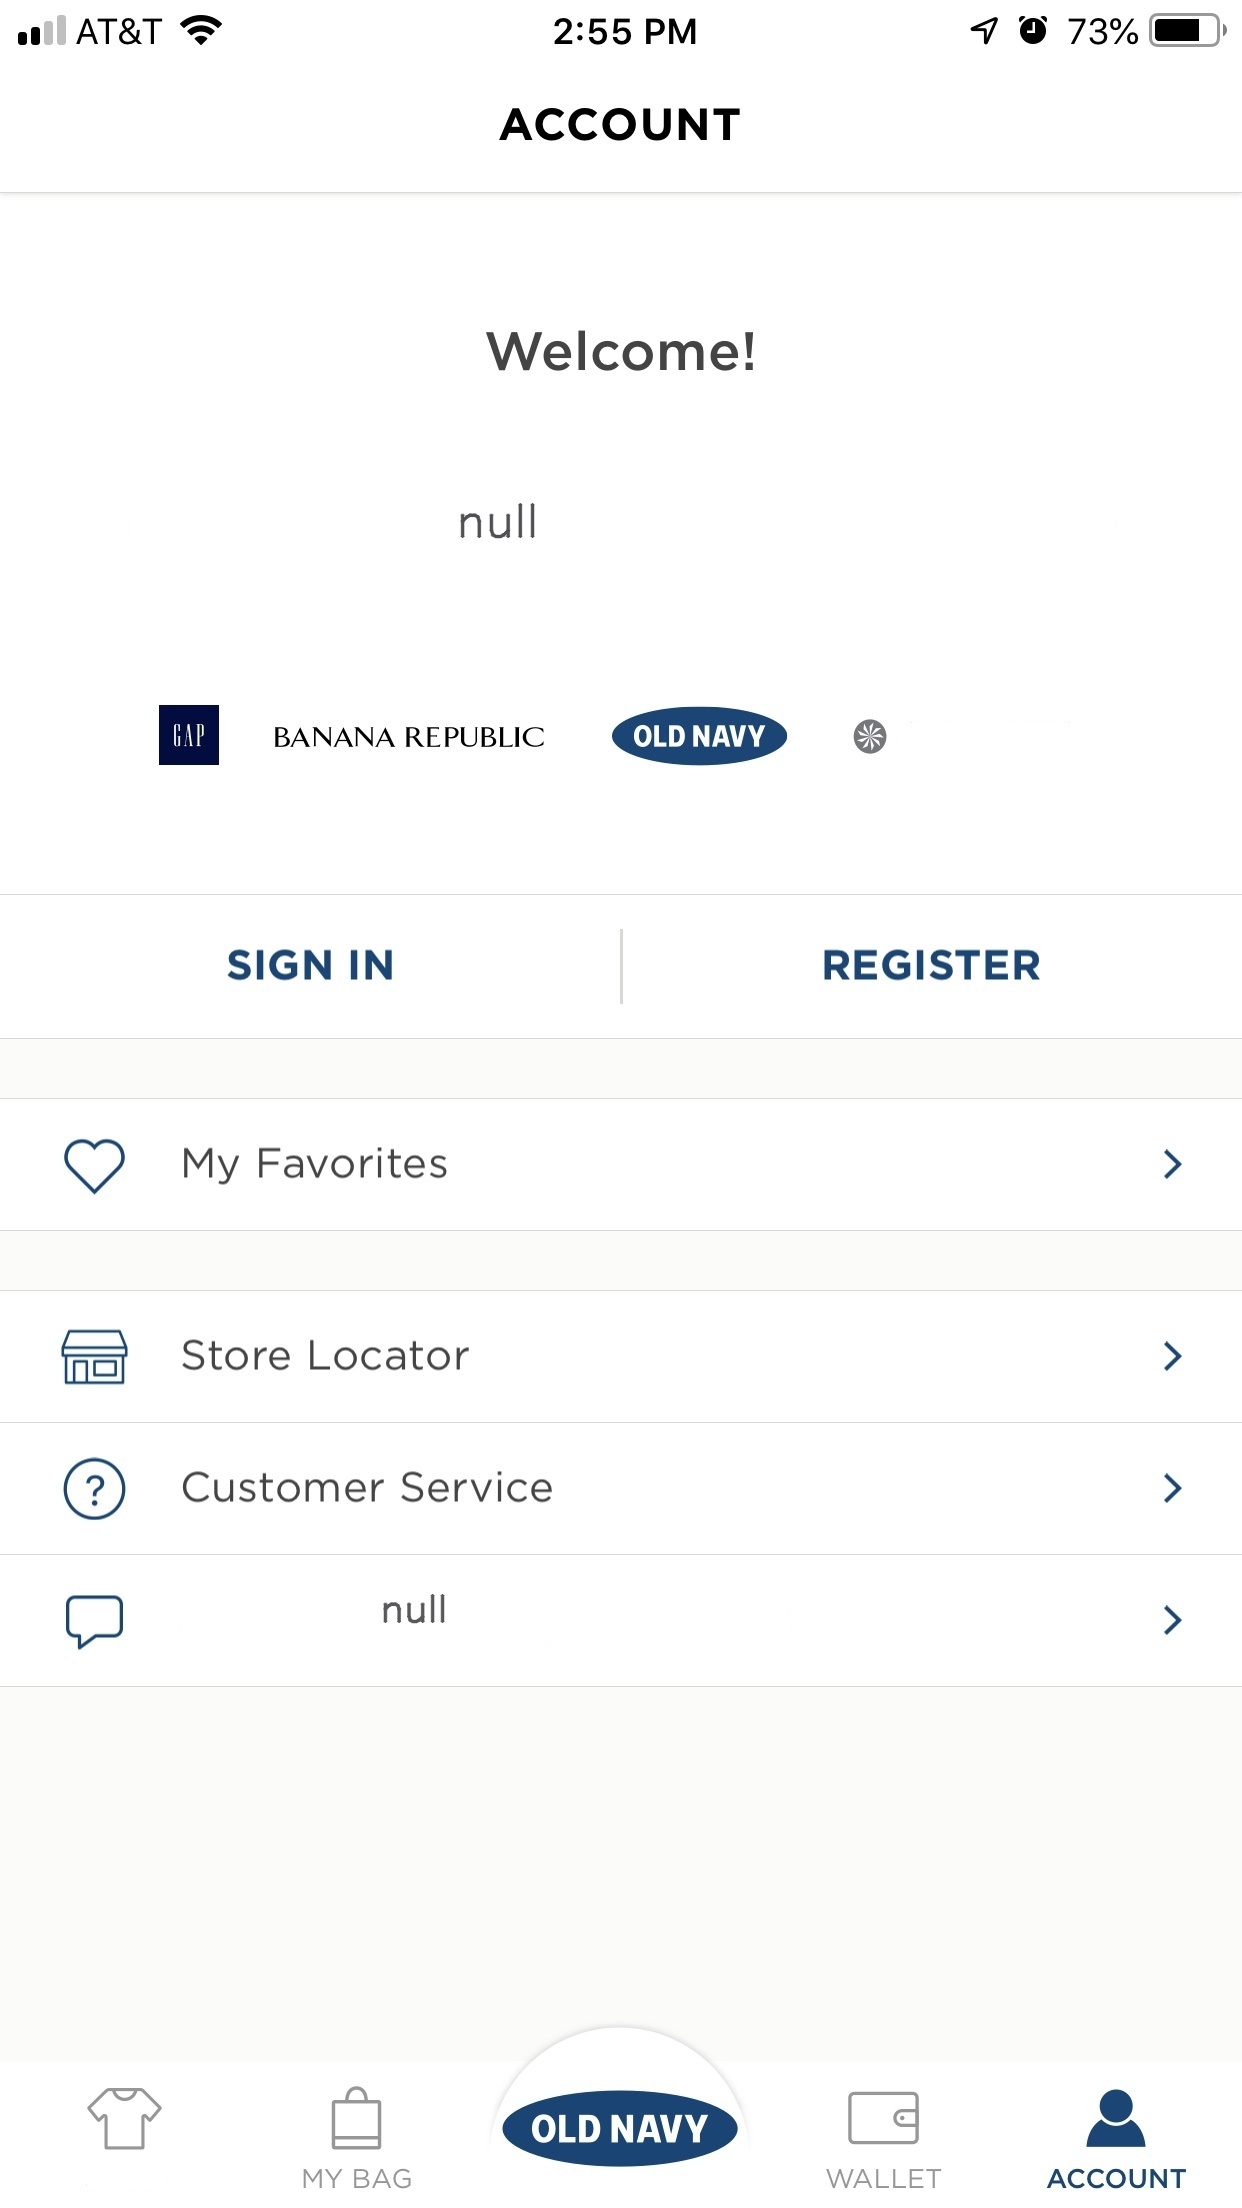 AT&T 2:55 PM 73%
ACCOUNT
Welcome!
null
GAP BANANA REPUBLIC OLD NAVY
SIGN IN REGISTER
My Favorites
Store Locator
? Customer Service
null
OLD NAVY
MY BAG WALLET ACCOUNT